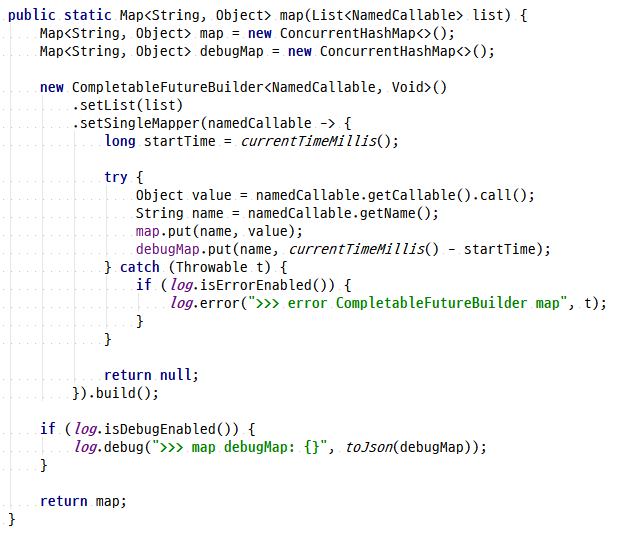 public static Map<String, Object> map(List<NamedCallable> list) {
    Map<String, Object> map = new ConcurrentHashMap<>();
    Map<String, Object> debugMap = new ConcurrentHashMap<>();

    new CompletableFutureBuilder<NamedCallable, Void>()
        .setList(list)
        .setSingleMapper(namedCallable -> {
            long startTime = currentTimeMillis();

            try {
                Object value = namedCallable.getCallable().call();
                String name = namedCallable.getName();
                map.put(name, value);
                debugMap.put(name, currentTimeMillis() - startTime);
            } catch (Throwable t) {
                if (log.isErrorEnabled()) {
                    log.error(">>> error CompletableFutureBuilder map", t);
                }
            }

            return null;
        }).build();

    if (log.isDebugEnabled()) {
        log.debug(">>> map debugMap: {}", toJson(debugMap));
    }

    return map;
}